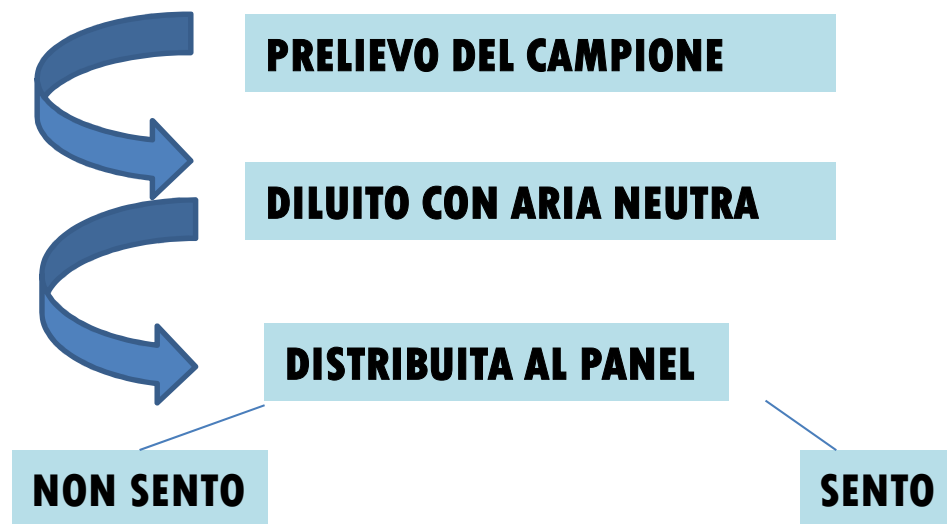 PRELIEVO DEL CAMPIONE
DILUITO CON ARIA NEUTRA
DISTRIBUITA AL PANEL
NON SENTO
SENTO